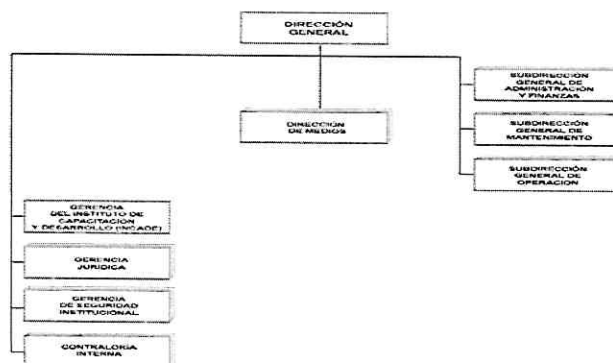 DIRECCIÓN
GENERAL
SUBDIRECCIÓN
GENERAL DE
ADMINISTRACIÓN
Y FINANZAS
DIRECCIÓN
DE MEDIOS
SUBDIRECCIÓN
GENERAL DE
MANTENIMIENTO
SUBDIRECCIÓN
GENERAL DE
OPERACIÓN
GERENCIA
DEL INSTITUTO DE
CAPACITACIÓN
Y DESARROLLO (INCADE)
GERENCIA
JURÍDICA
GERENCIA
DE SEGURIDAD
INSTITUCIONAL
CONTRALORÍA
INTERNA